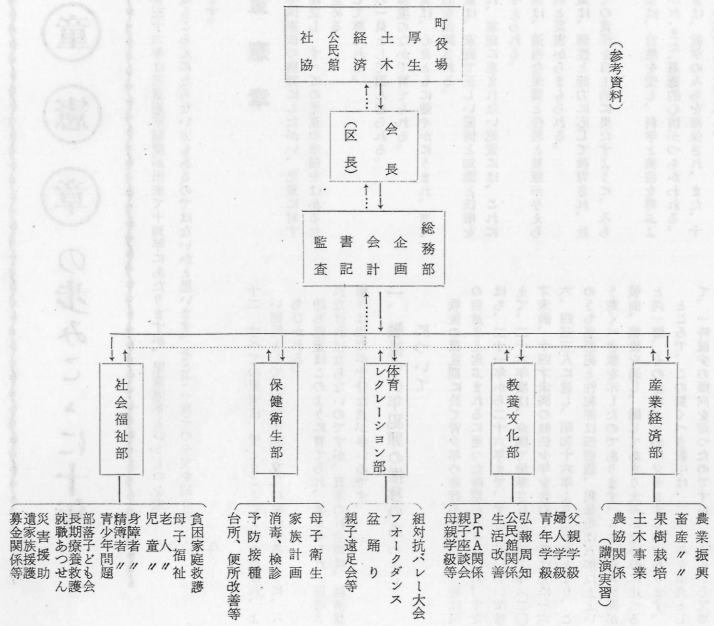 (参考資料)
町役場
厚生
土木
経済
公民館
社協
会長
(区長)
総務部
企画
会計
書記
監査
産業経済部
農業振興
畜産〃〃
果樹栽培
土木事業
農協関係
(講演実習)
教養文化部
父親学級
婦人学級
青年学級
弘報周知
公民館関係
生活改善
PTA関係
親子座談会
母親学級等
体育
レクレーション部
組対抗バレー大会
フォークダンス
盆踊り
親子遠足会等
保健衛生部
母子衛生
家族計画
消毒、検診
予防接種
台所、便所改善等
社会福祉部
貧困家庭救護
母子福祉
老人〃
児童〃
身障者〃
精薄者〃
青少年問題
部落子ども会
長期療養救護
就職あつせん
災害援助
遺家族援護
募金関係等